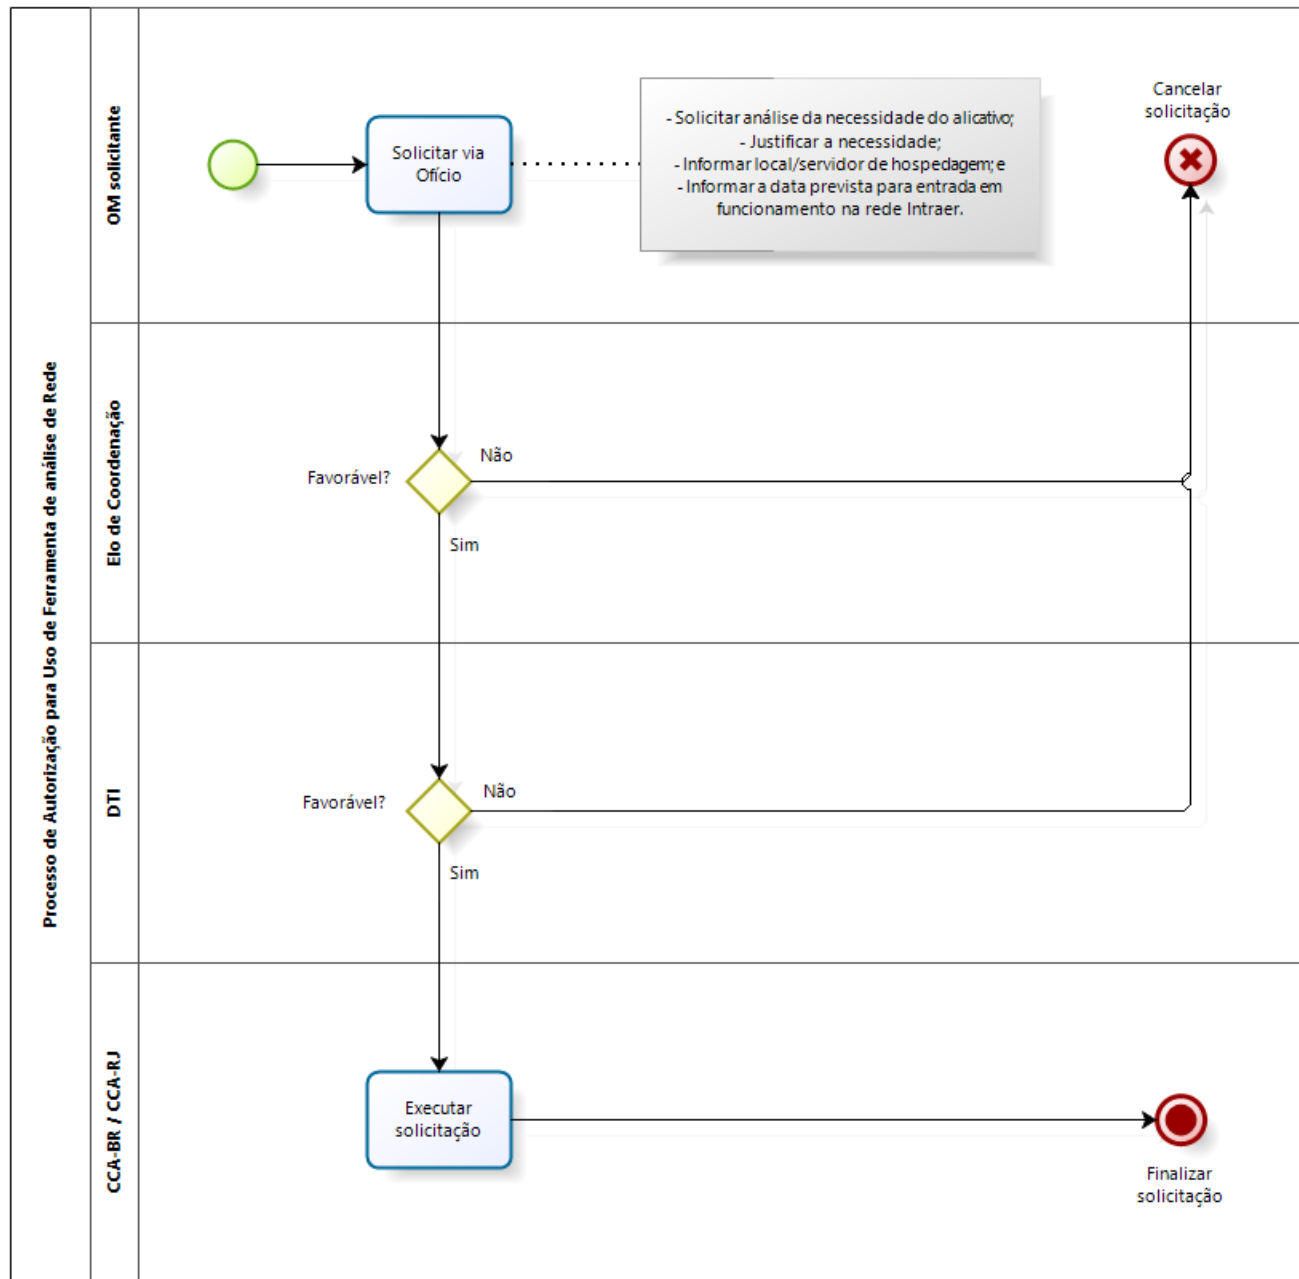 Processo de Autorização para Uso de Ferramenta de análise de Rede
OM solicitante
Solicitar via
Ofício
- Solicitar análise da necessidade do alicativo;
- Justificar a necessidade;
- Informar local/servidor de hospedagem; e
- Informar a data prevista para entrada em
funcionamento na rede Intraer.
Cancelar
solicitação
Elo de Coordenação
Favorável?
Não
Sim
DTI
Favorável?
Não
Sim
CCA-BR / CCA-RJ
Executar
solicitação
Finalizar
solicitação